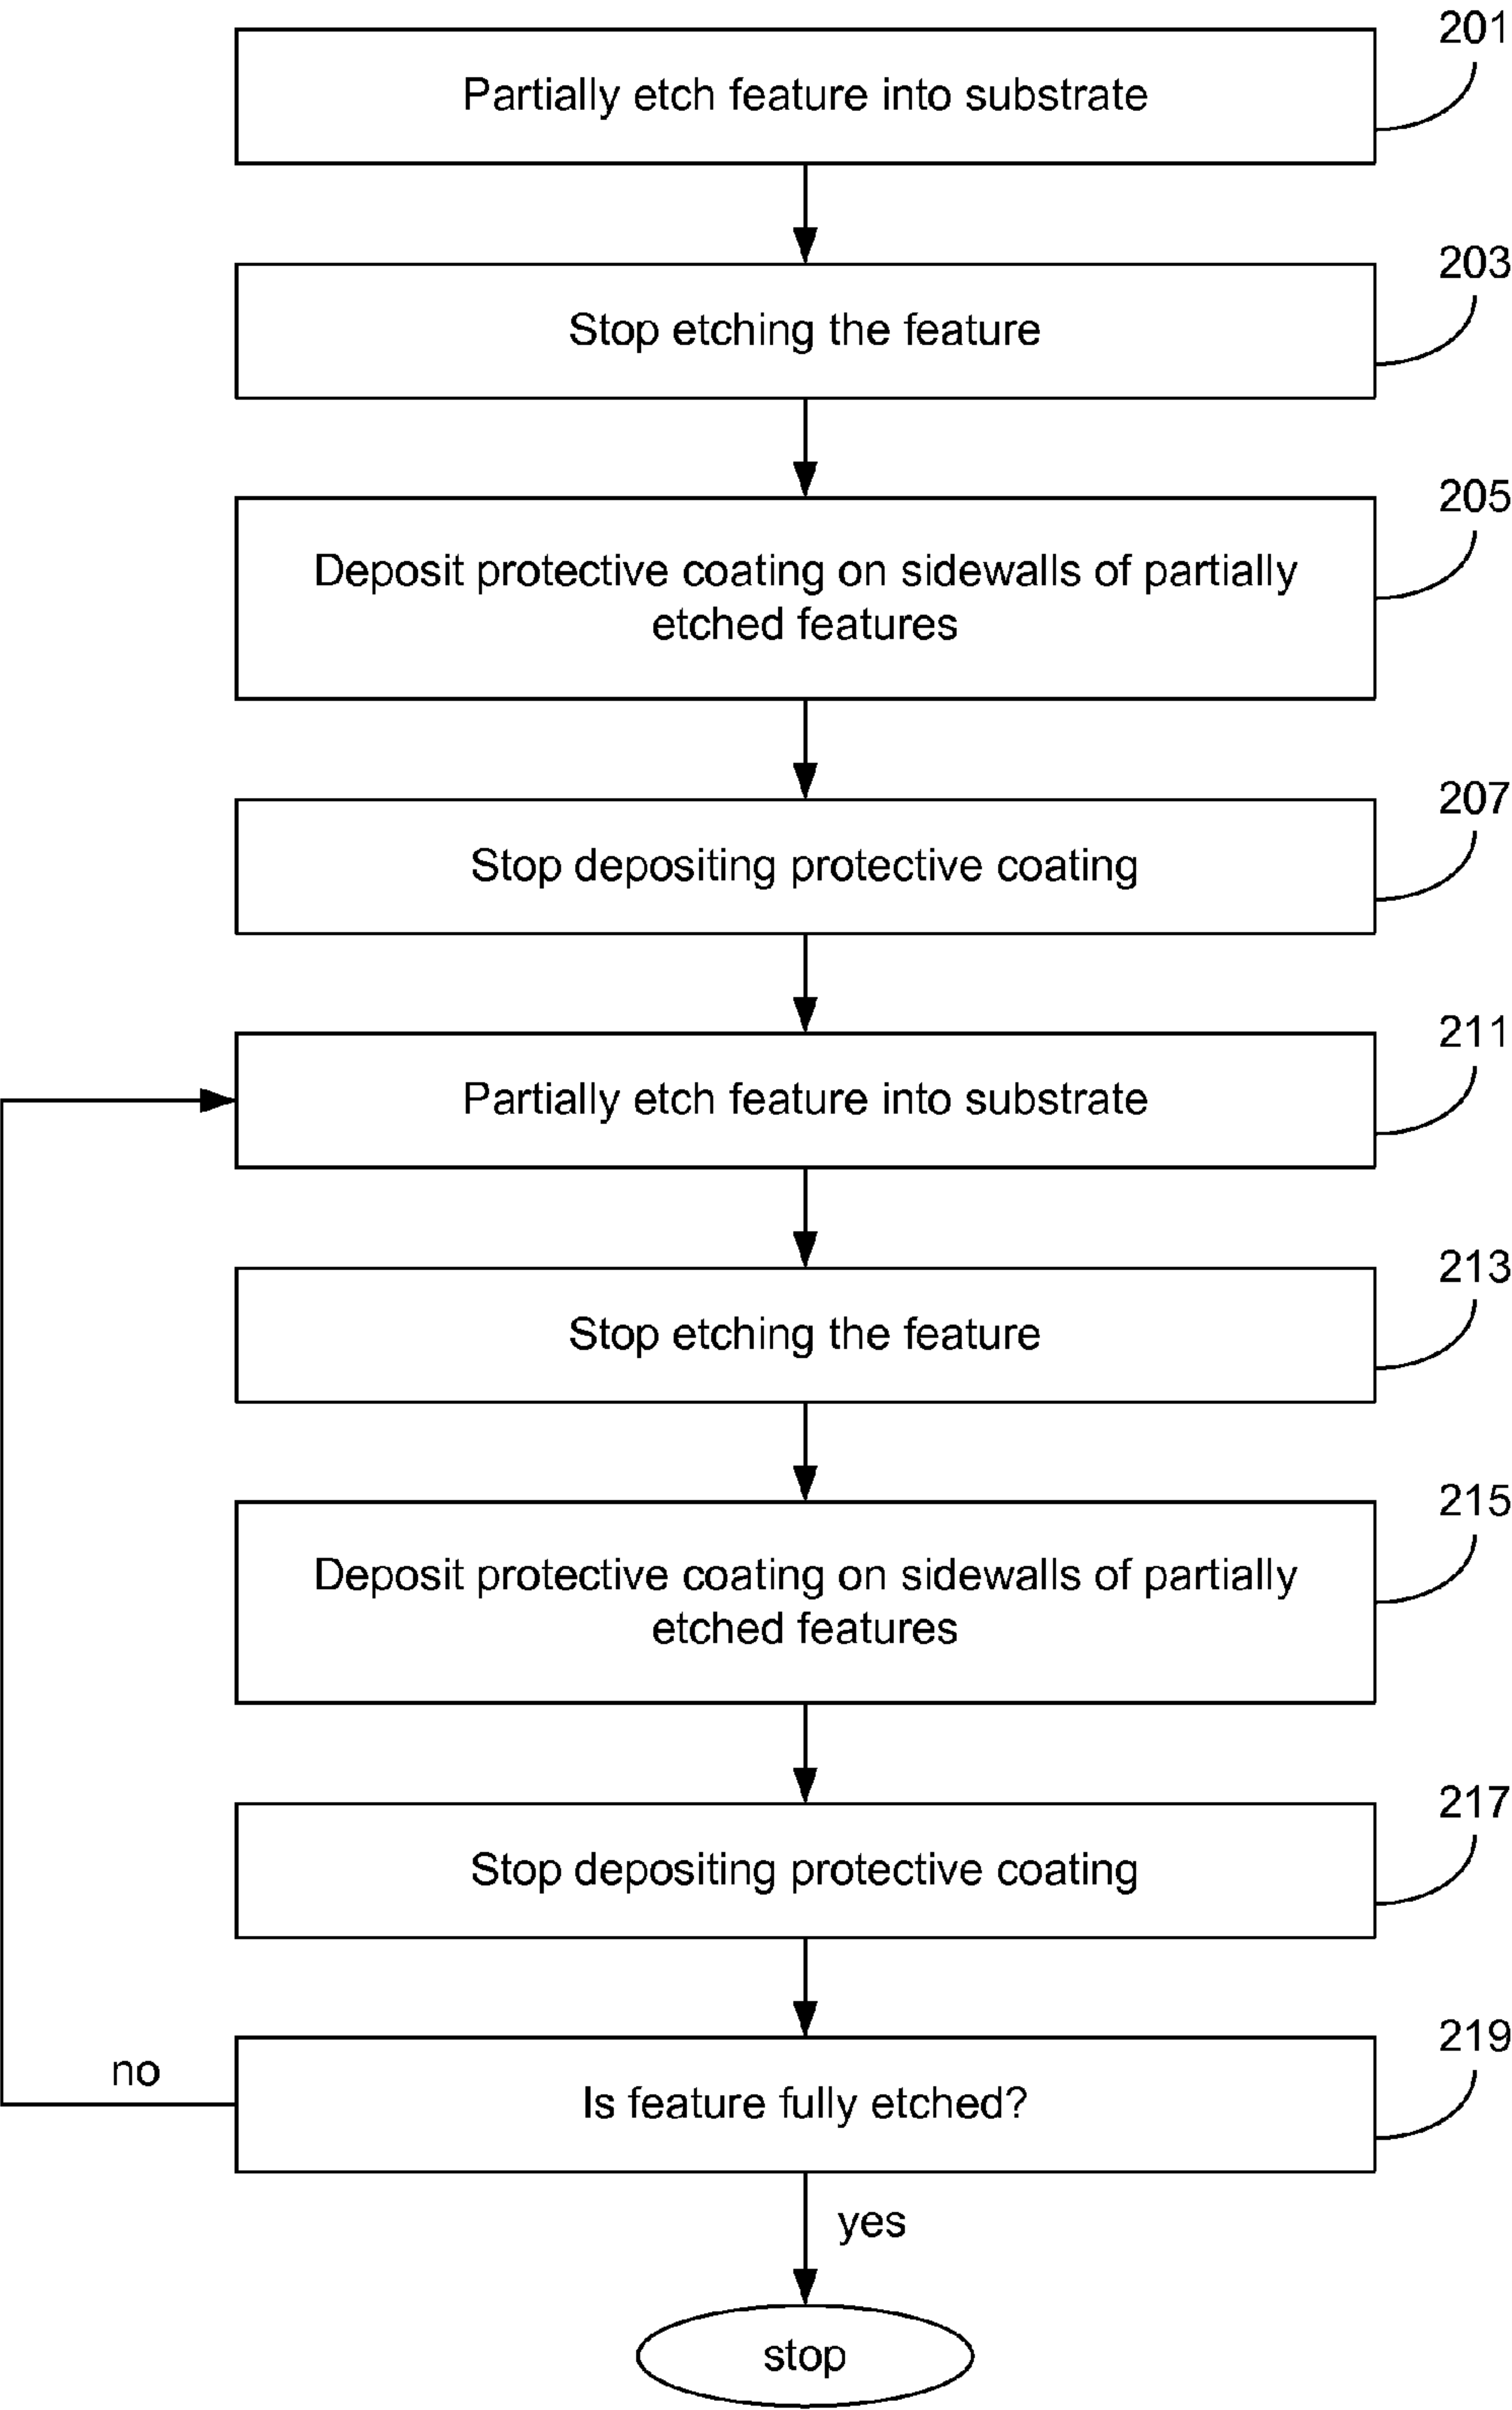 201
Partially etch feature into substrate
203
Stop etching the feature
205
Deposit protective coating on sidewalls of partially
etched features
207
Stop depositing protective coating
211
Partially etch feature into substrate
213
Stop etching the feature
215
Deposit protective coating on sidewalls of partially
etched features
217
Stop depositing protective coating
219
no
Is feature fully etched?
yes
stop